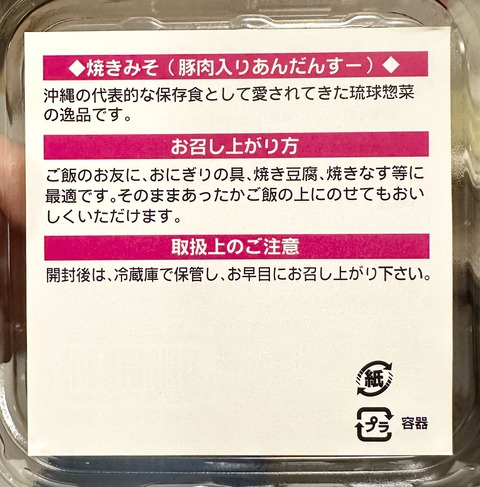 ◆焼きみそ(豚肉入りあんだんすー)◆
沖縄の代表的な保存食として愛されてきた琉球惣菜
の逸品です。
お召し上がり方
ご飯のお友に、おにぎりの具、焼き豆腐、焼きなす等に
最適です。そのままあったかご飯の上にのせてもおい
しくいただけます。
取扱上のご注意
開封後は、冷蔵庫で保管し、お早目にお召し上がり下さい。
紙
プラ 容器